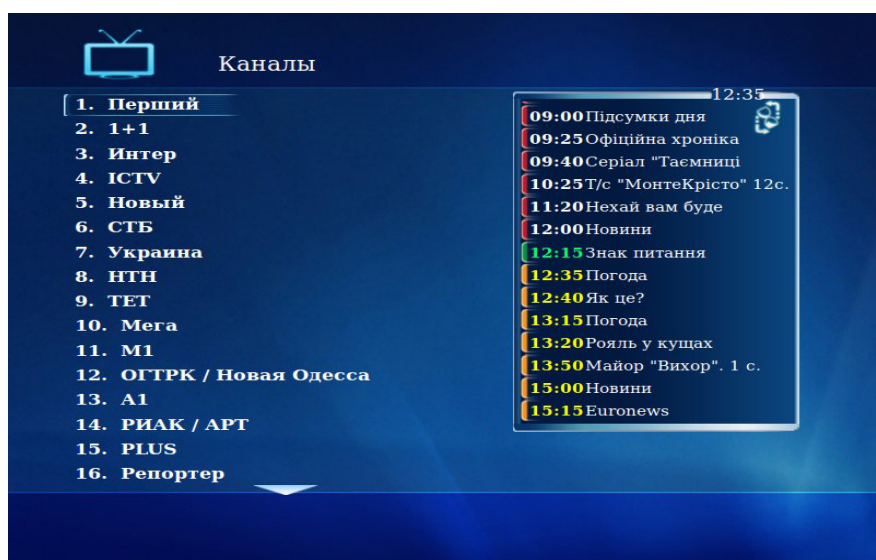 Каналы
1. Перший
2. 1+1
3. Интер
4. ICTV
5. Новый
6. СТБ
7. Украина
8. НТН
9. ТЕТ
10. Мега
11. М1
12. ОГТРК / Новая Одесса
13. А1
14. РИАК / АРТ
15. PLUS
16. Репортер
12:35
09:00 Підсумки дня
09:25 Офіційна хроніка
09:40 Серіал "Таємниці
10:25 Т/с "МонтеКрісто" 12с.
11:20 Нехай вам буде
12:00 Новини
12:15 Знак питання
12:35 Погода
12:40 Як це?
13:15 Погода
13:20 Рояль у кущах
13:50 Майор "Вихор". 1 с.
15:00 Новини
15:15 Euronews